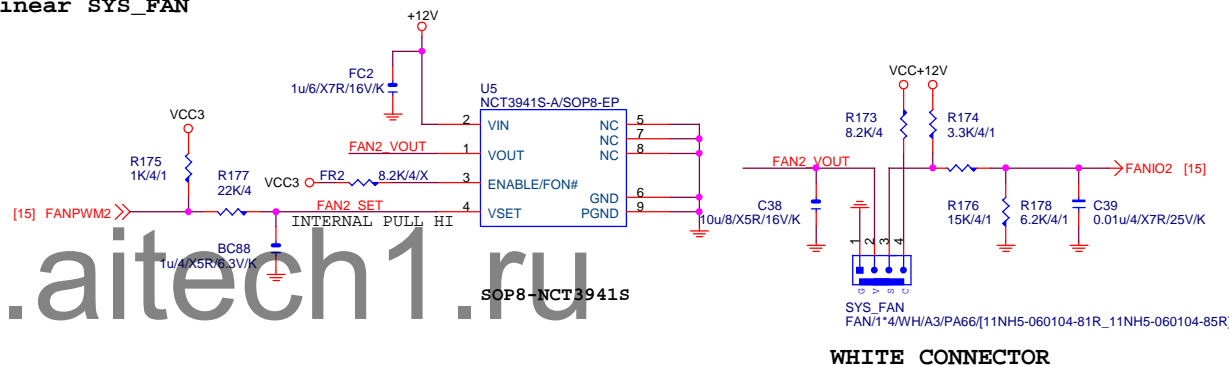 inear SYS_FAN
+12V
FC2
1u/6/X7R/16V/K
U5
NCT3941S-A/SOP8-EP
VCC3
R175
1K/4/1
R177
22K/4
[15] FANPWM2
BC88
1u/4/X5R/6.3V/K
FAN2_VOUT
VCC3
FR2
8.2K/4/X
FAN2_SET
INTERNAL PULL HI
2
VIN
1
VOUT
3
ENABLE/FON#
4
VSET
NC 5
NC 7
NC 8
GND 6
PGND 9
SOP8-NCT3941S
VCC
+12V
R173
8.2K/4
R174
3.3K/4/1
FAN2_VOUT
C38
10u/8/X5R/16V/K
R176
15K/4/1
R178
6.2K/4/1
C39
0.01u/4/X7R/25V/K
FANIO2 [15]
1 2 3 4
G V S C
SYS_FAN
FAN/1*4/WH/A3/PA66/[11NH5-060104-81R_11NH5-060104-85R]
WHITE CONNECTOR
.aitech1.ru